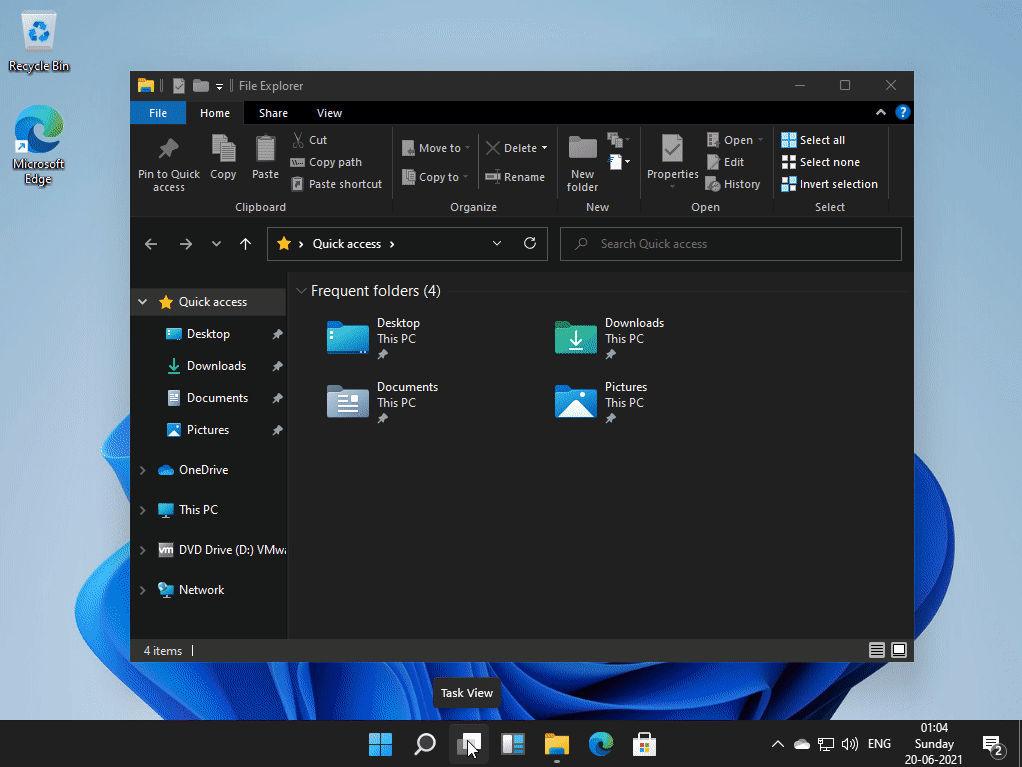 Recycle Bin
Microsoft
Edge
File Explorer
File
Home
Share
View
?
Pin to Quick
access
Copy
Paste
Cut
Copy path
Paste shortcut
Clipboard
Move to
Copy to
Delete
Rename
Organize
New
folder
New
Properties
Open
Edit
History
Open
Select all
Select none
Invert selection
Select
Quick access
Search Quick access
Quick access
Desktop
Downloads
Documents
Pictures
OneDrive
This PC
vm
DVD Drive (D:) VMwa
Network
Frequent folders (4)
Desktop
This PC
Downloads
This PC
Documents
This PC
Pictures
This PC
4 items
Task View
ENG
01:04
Sunday
20-06-2021
2